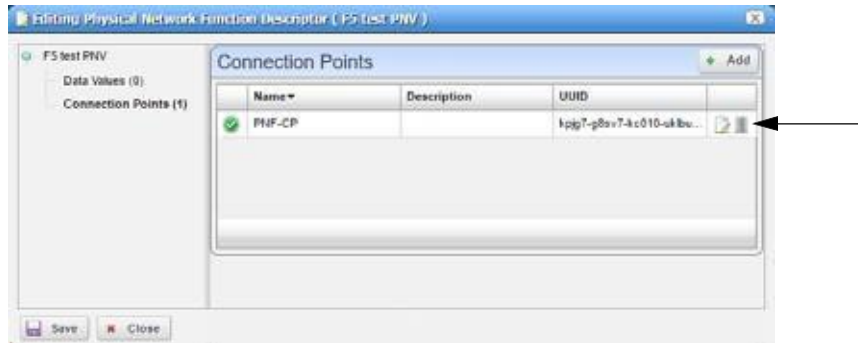 Editing Physical Network Function Descriptor ( F5 test PNV )
F5 test PNV
Data Values (0)
Connection Points (1)
Connection Points
Add
Name Description UUID
PNF-CP
Save Close